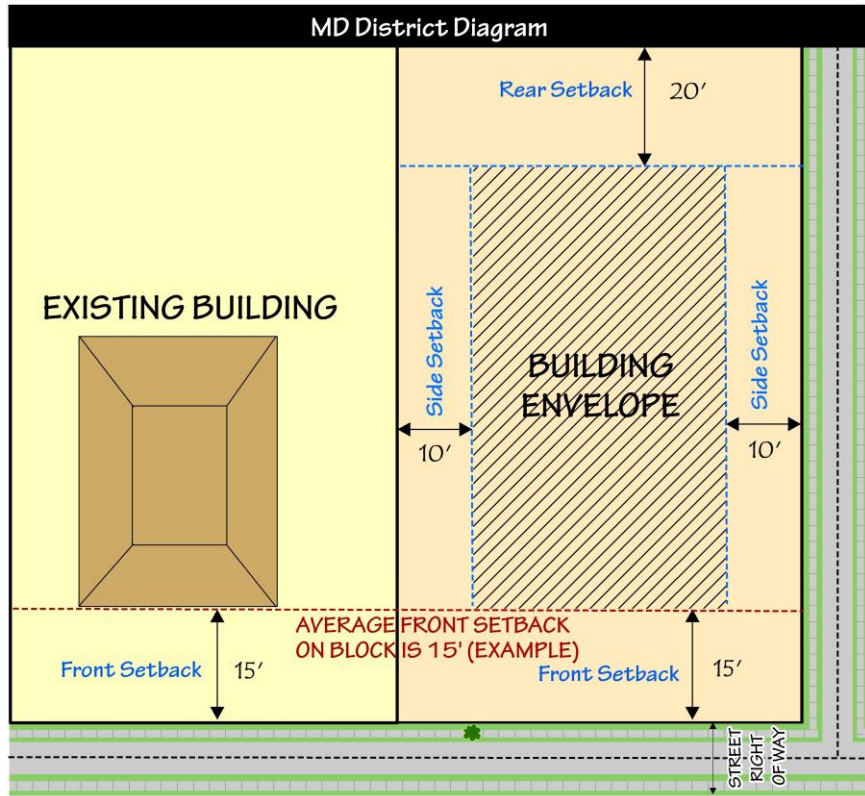 MD District Diagram
Rear Setback
20'
EXISTING BUILDING
Side Setback
BUILDING
ENVELOPE
Side Setback
10'
10'
AVERAGE FRONT SETBACK
ON BLOCK IS 15' (EXAMPLE)
Front Setback
15'
Front Setback
15'
STREET
RIGHT
OF WAY